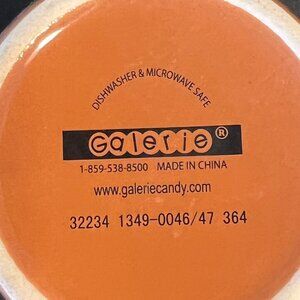 DISHWASHER & MICROWAVE SAFE
Galerie®
1-859-538-8500 MADE IN CHINA
www.galeriecandy.com
32234 1349-0046/47 364